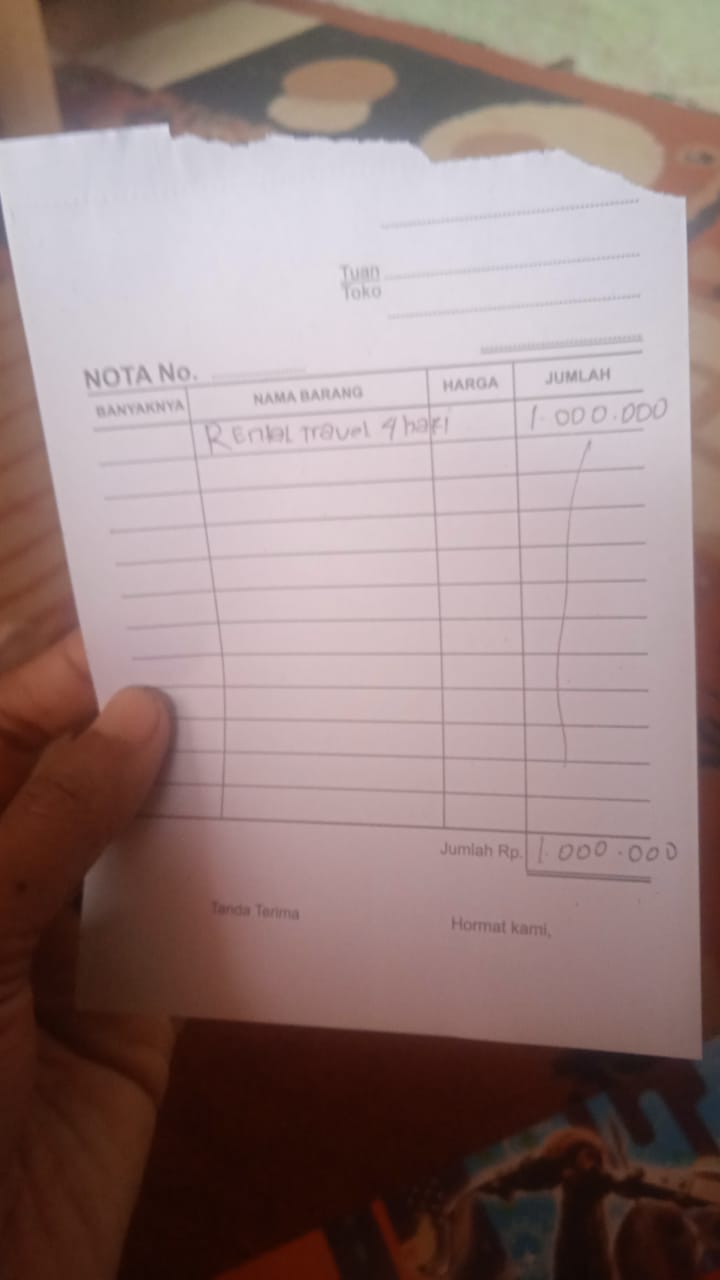 Tuan
Toko
NOTA No.
BANYAKNYA NAMA BARANG HARGA JUMLAH
Rental travel 4 hari 1.000.000
Jumlah Rp. 1.000.000
Tanda Terima Hormat kami,